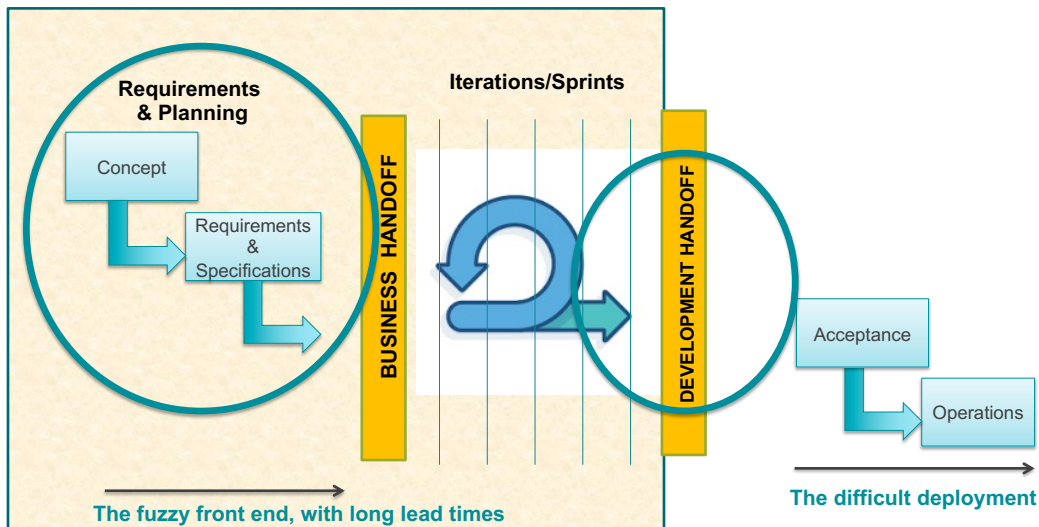 Requirements
& Planning
Iterations/Sprints
Concept
Requirements
&
Specifications
BUSINESS HANDOFF
DEVELOPMENT HANDOFF
Acceptance
Operations
The fuzzy front end, with long lead times
The difficult deployment